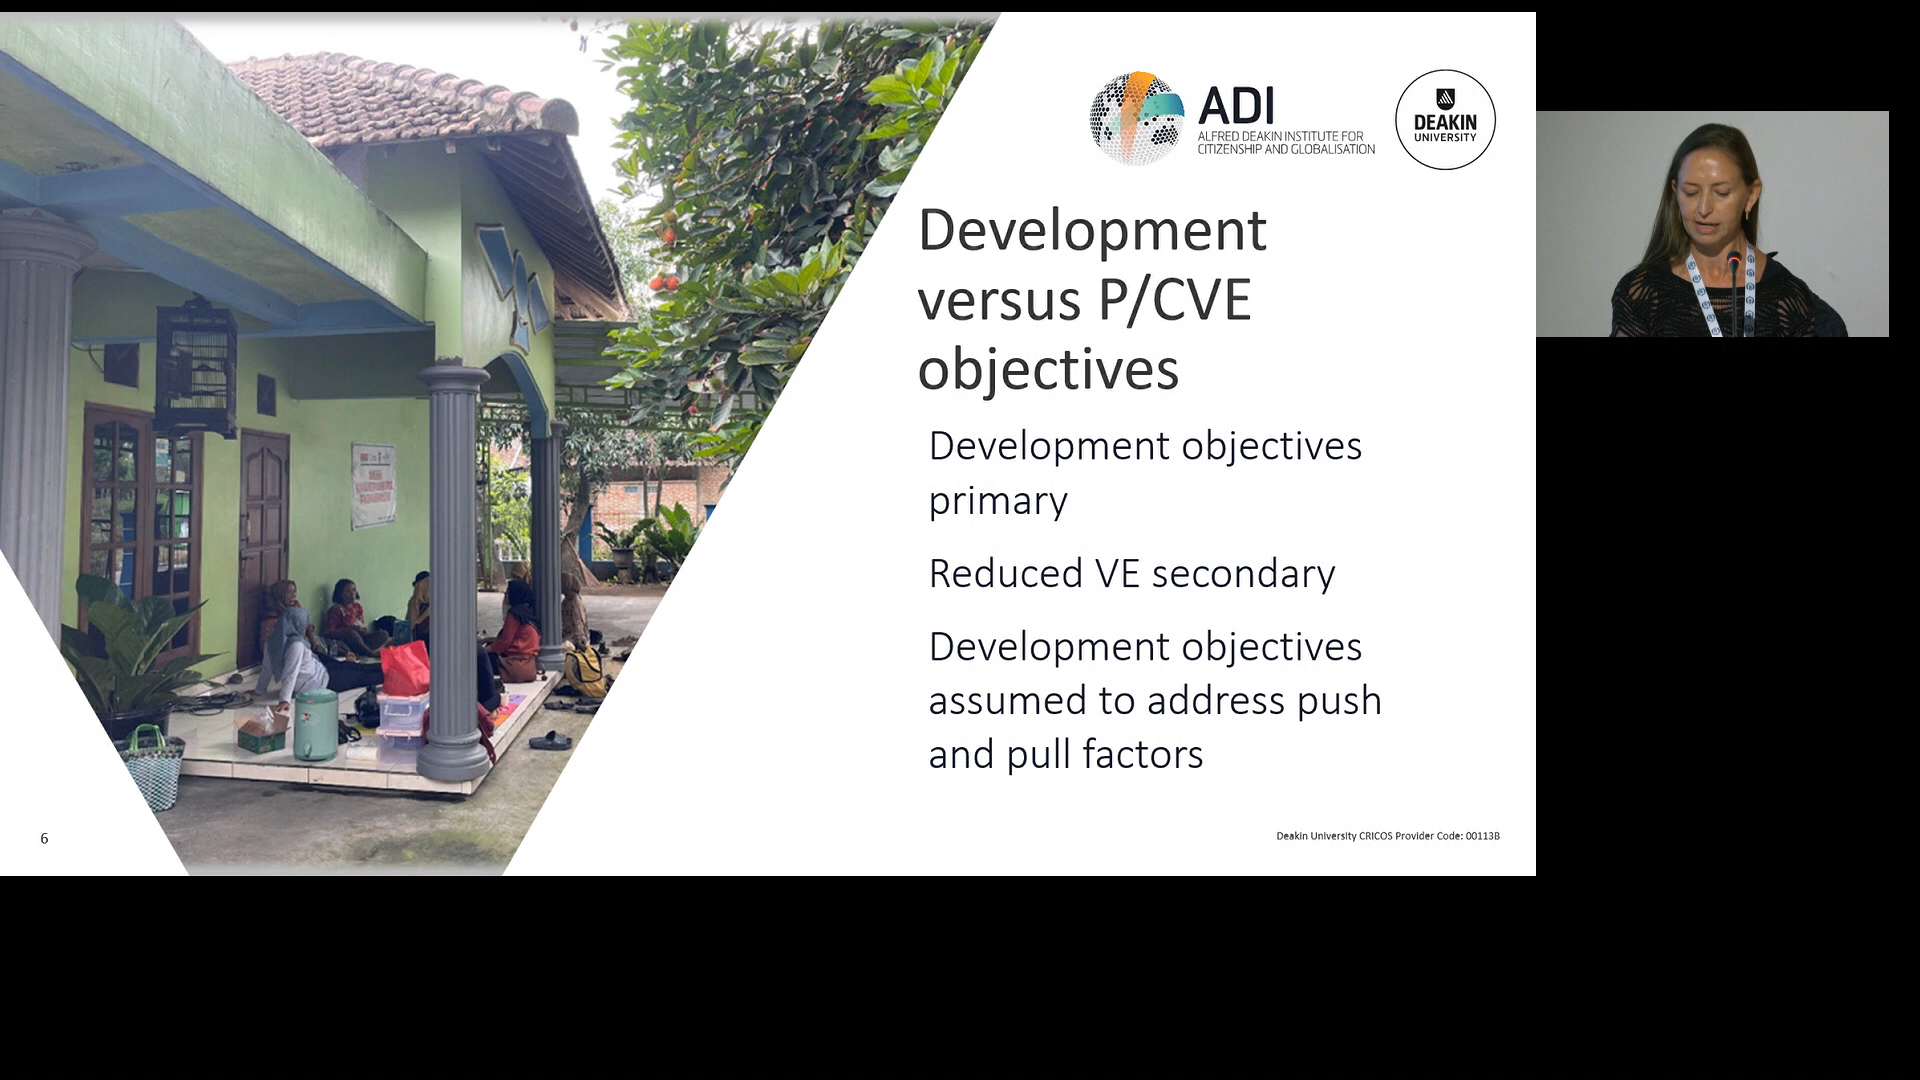 ADI
ALFRED DEAKIN INSTITUTE FOR
CITIZENSHIP AND GLOBALISATION
DEAKIN
UNIVERSITY
Development
versus P/CVE
objectives
Development objectives
primary
Reduced VE secondary
Development objectives
assumed to address push
and pull factors
6
Deakin University CRICOS Provider Code: 00113B